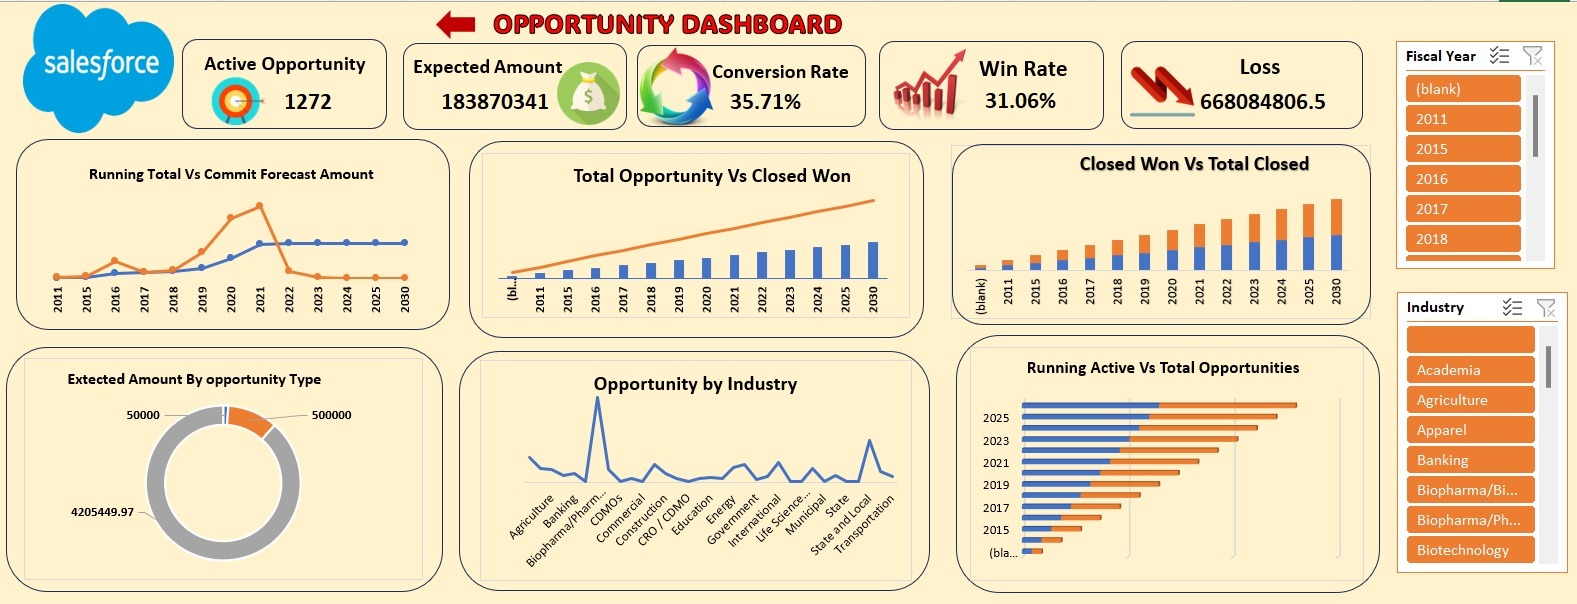 salesforce
OPPORTUNITY DASHBOARD
Active Opportunity
1272
Expected Amount
183870341
$
Conversion Rate
35.71%
Win Rate
31.06%
Loss
668084806.5
Running Total Vs Commit Forecast Amount
2011
2015
2016
2017
2018
2019
2020
2021
2022
2023
2024
2025
2030
Total Opportunity Vs Closed Won
(bl...
2011
2015
2016
2017
2018
2019
2020
2021
2022
2023
2024
2025
2030
Closed Won Vs Total Closed
(blank)
2011
2015
2016
2017
2018
2019
2020
2021
2022
2023
2024
2025
2030
Extected Amount By opportunity Type
50000
500000
4205449.97
Opportunity by Industry
Agriculture
Banking
Biopharma/Pharm...
CDMOs
Commercial
Construction
CRO / CDMO
Education
Energy
Government
International
Life Science...
Municipal
State
State and Local
Transportation
Running Active Vs Total Opportunities
2025
2023
2021
2019
2017
2015
(bla...
Fiscal Year
(blank)
2011
2015
2016
2017
2018
Industry
Academia
Agriculture
Apparel
Banking
Biopharma/Bi...
Biopharma/Ph...
Biotechnology